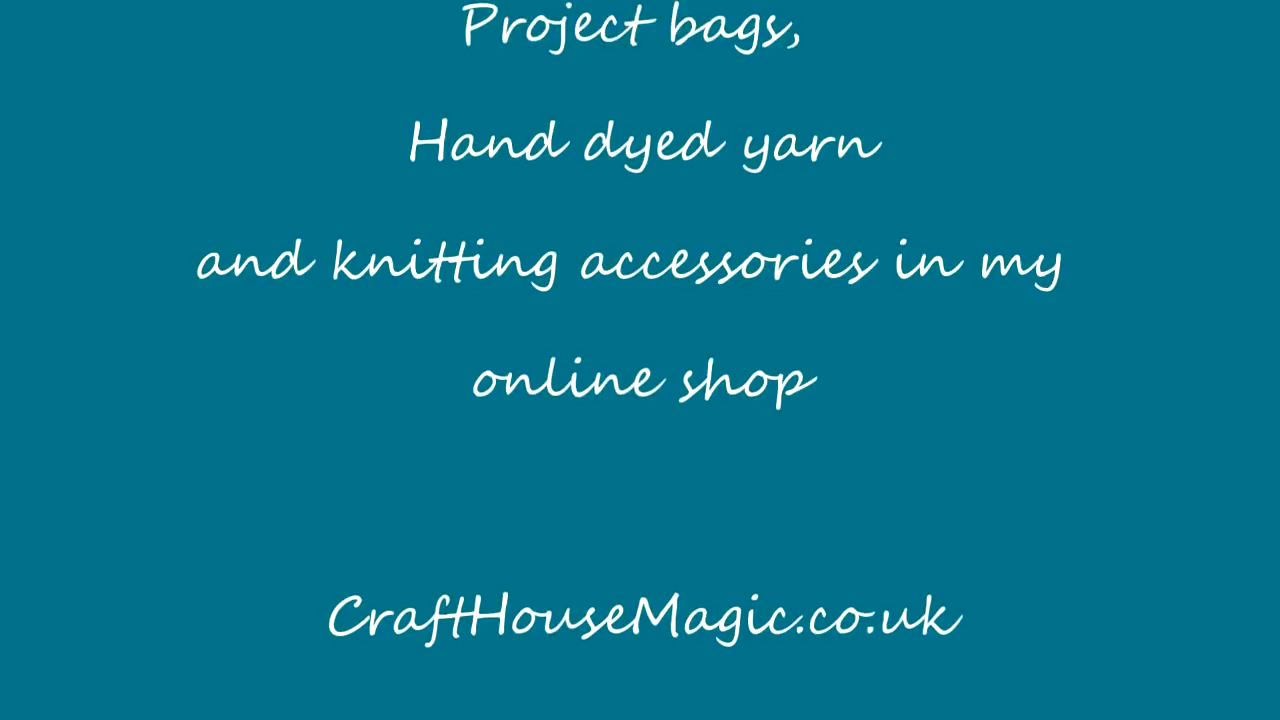 Project bags,
Hand dyed yarn
and knitting accessories in my
online shop
CraftHouseMagic.co.uk